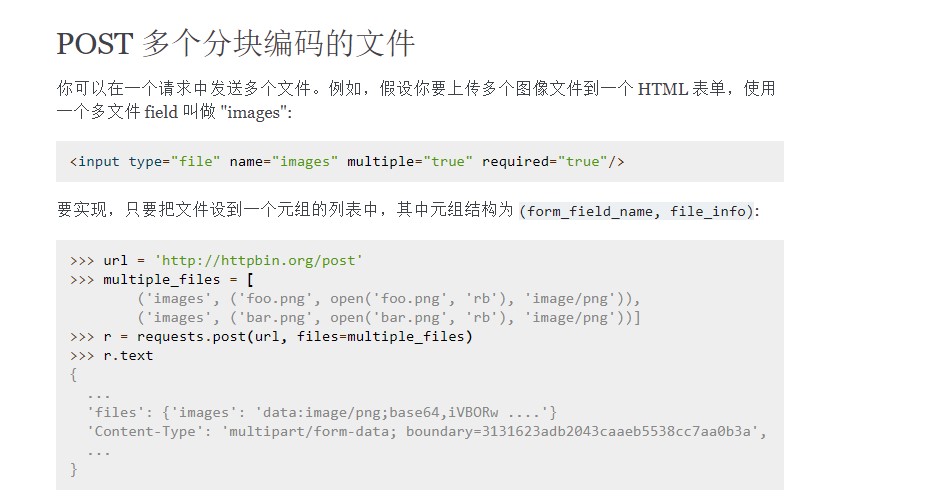 POST 多个分块编码的文件
你可以在一个请求中发送多个文件。例如，假设你要上传多个图像文件到一个 HTML 表单，使用
一个多文件 field 叫做 "images":
<input type="file" name="images" multiple="true" required="true"/>
要实现，只要把文件设到一个元组的列表中，其中元组结构为 (form_field_name, file_info):
>>> url = 'http://httpbin.org/post'
>>> multiple_files = [
        ('images', ('foo.png', open('foo.png', 'rb'), 'image/png')),
        ('images', ('bar.png', open('bar.png', 'rb'), 'image/png'))]
>>> r = requests.post(url, files=multiple_files)
>>> r.text
{
  ...
  'files': {'images': 'data:image/png;base64,iVBORw ....'}
  'Content-Type': 'multipart/form-data; boundary=3131623adb2043caaeb5538cc7aa0b3a',
  ...
}